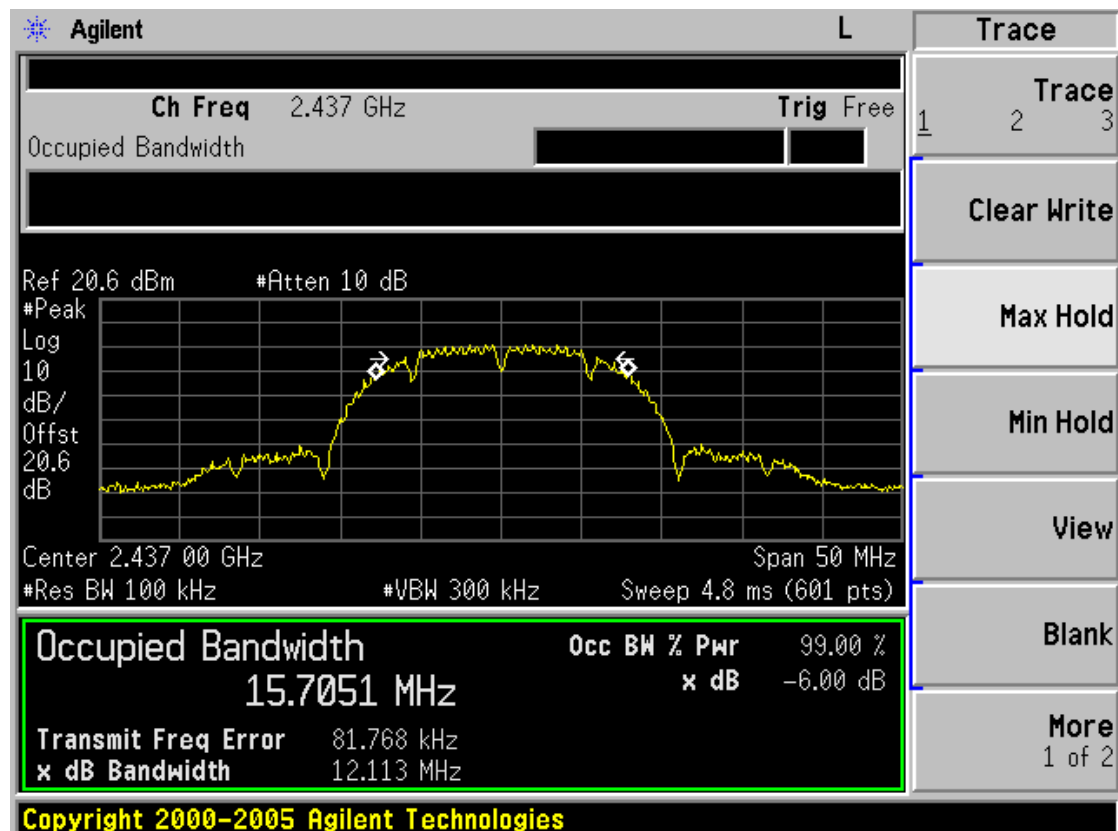 Agilent L Trace
Ch Freq 2.437 GHz Trig Free
Occupied Bandwidth
Ref 20.6 dBm #Atten 10 dB
#Peak
Log
10
dB/
Offst
20.6
dB
Center 2.437 00 GHz Span 50 MHz
#Res BW 100 kHz #VBW 300 kHz Sweep 4.8 ms (601 pts)
Occupied Bandwidth
15.7051 MHz
Occ BW % Pwr 99.00 %
x dB -6.00 dB
Transmit Freq Error 81.768 kHz
x dB Bandwidth 12.113 MHz
Copyright 2000-2005 Agilent Technologies
Trace
1 2 3
Clear Write
Max Hold
Min Hold
View
Blank
More
1 of 2